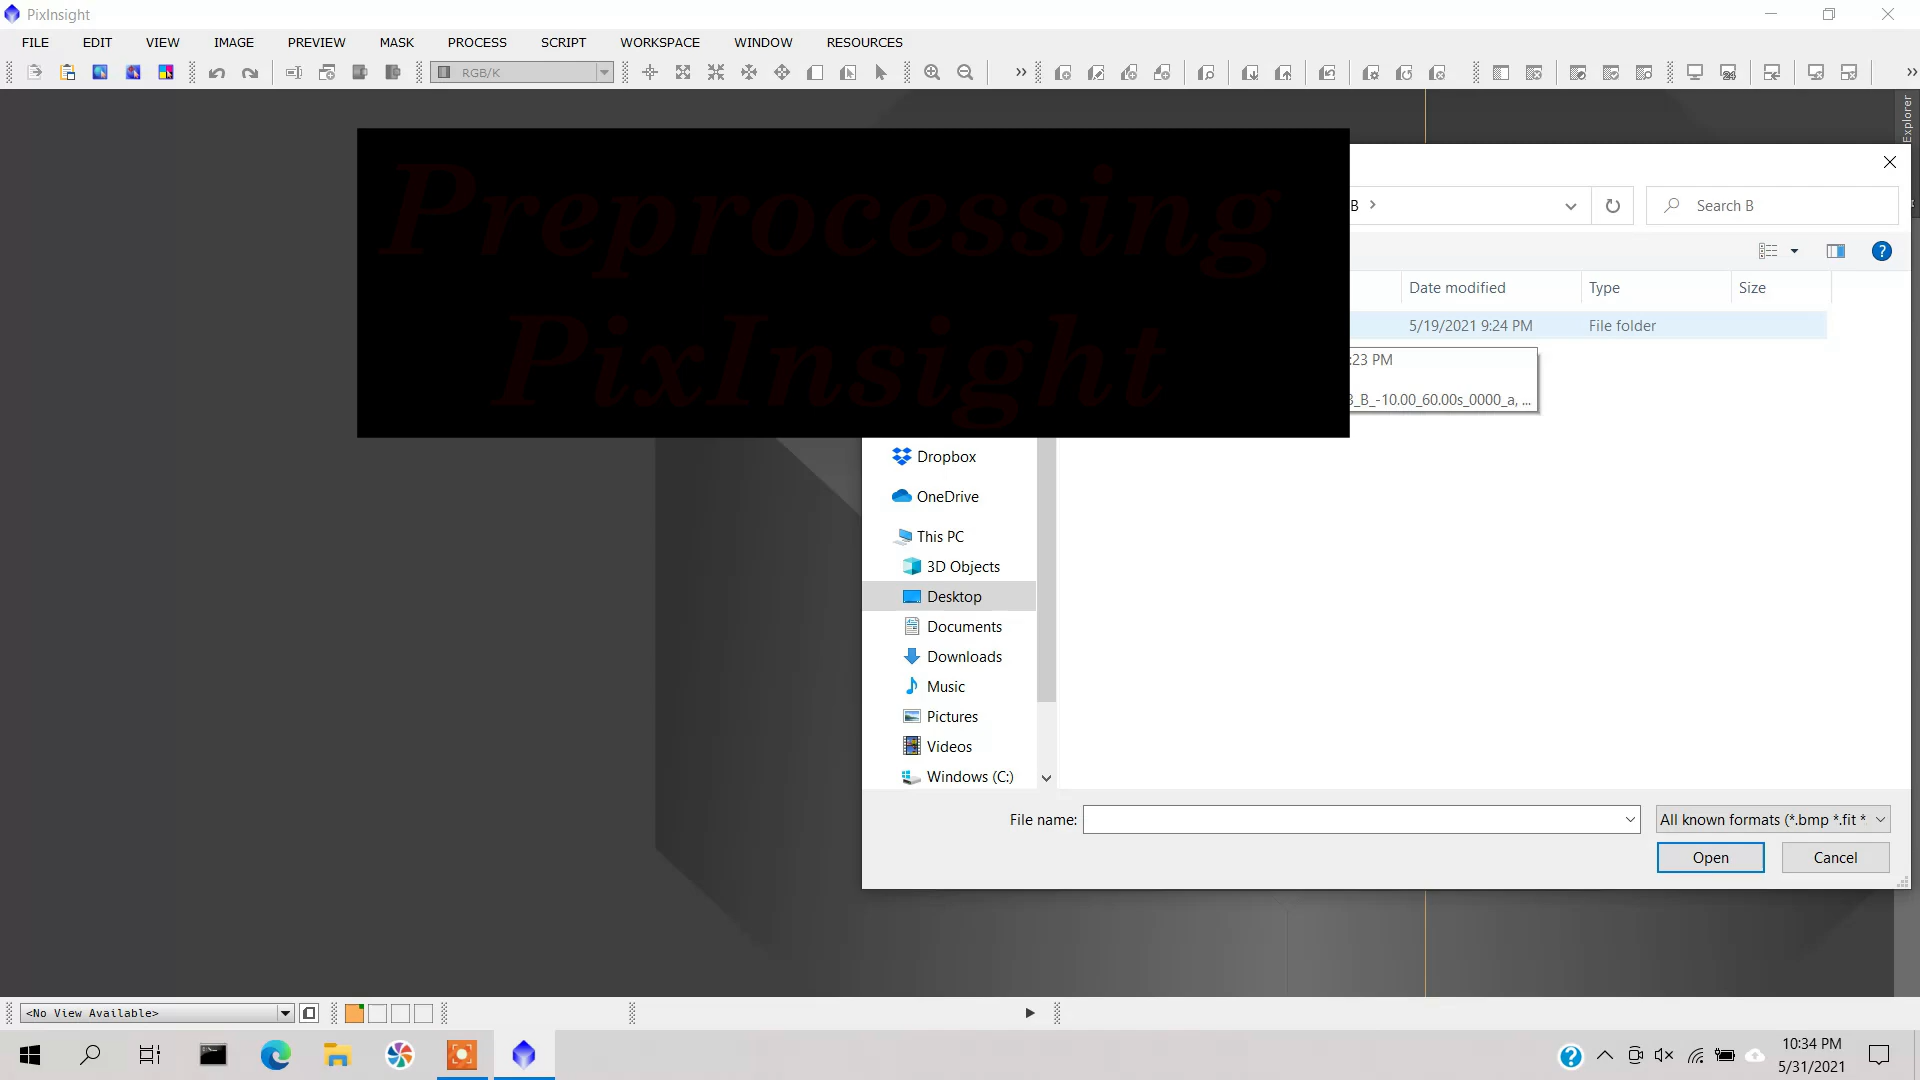 PixInsight
FILE EDIT VIEW IMAGE PREVIEW MASK PROCESS SCRIPT WORKSPACE WINDOW RESOURCES
RGB/K
24
Explorer
Preprocessing
PixInsight
B
Search B
Date modified Type Size
5/19/2021 9:24 PM File folder
:23 PM
_B_-10.00_60.00s_0000_a, ...
Dropbox
OneDrive
This PC
3D Objects
Desktop
Documents
Downloads
Music
Pictures
Videos
Windows (C:)
File name:
All known formats (*.bmp *.fit *
Open Cancel
<No View Available>
10:34 PM
5/31/2021